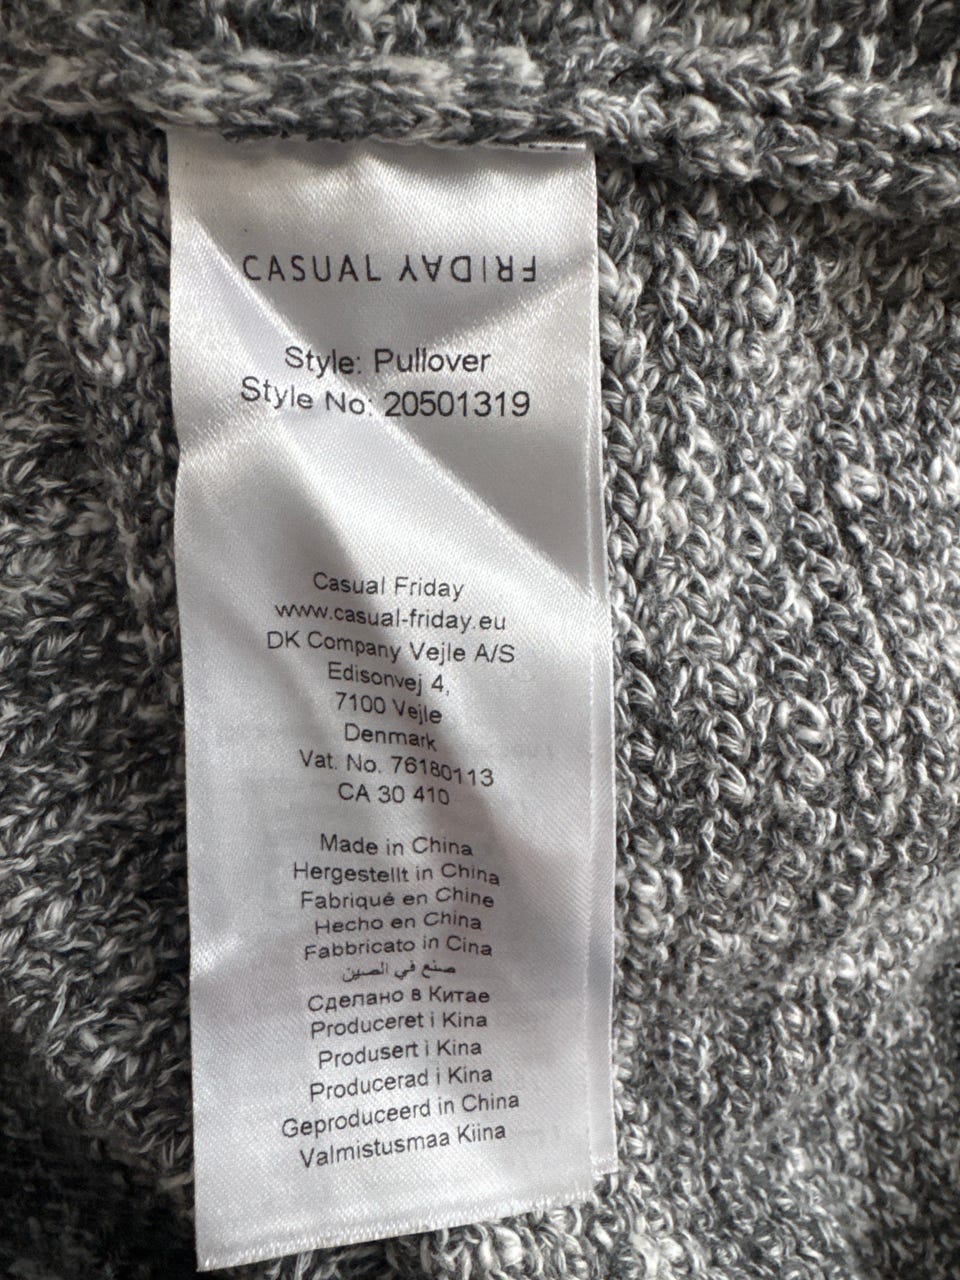 CASUAL FRIDAY
Style: Pullover
Style No: 20501319
Casual Friday
www.casual-friday.eu
DK Company Vejle A/S
Edisonvej 4,
7100 Vejle
Denmark
Vat. No. 76180113
CA 30 410
Made in China
Hergestellt in China
Fabriqué en Chine
Hecho en China
Fabbricato in Cina
صنع في الصين
Сделано в Китае
Produceret i Kina
Produsert i Kina
Producerad i Kina
Geproduceerd in China
Valmistusmaa Kiina